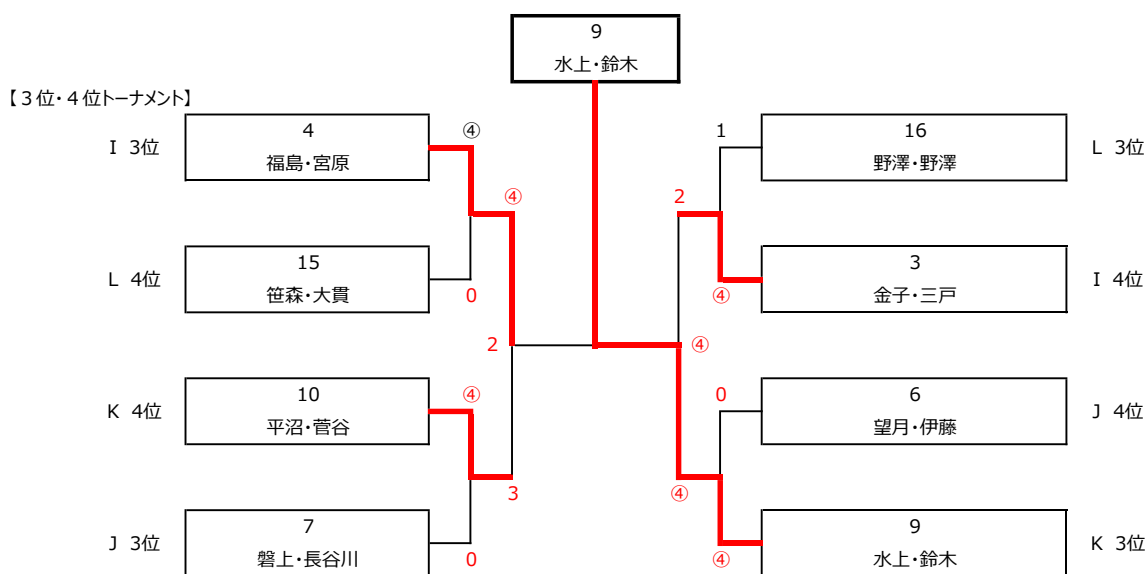 9
水上・鈴木
【３位・４位トーナメント】
I 3位
4
福島・宮原
④
1
16
野澤・野澤
L 3位
④
2
L 4位
15
笹森・大貫
0
④
3
金子・三戸
I 4位
2
④
K 4位
10
平沼・菅谷
④
0
6
望月・伊藤
J 4位
3
④
J 3位
7
磐上・長谷川
0
④
9
水上・鈴木
K 3位